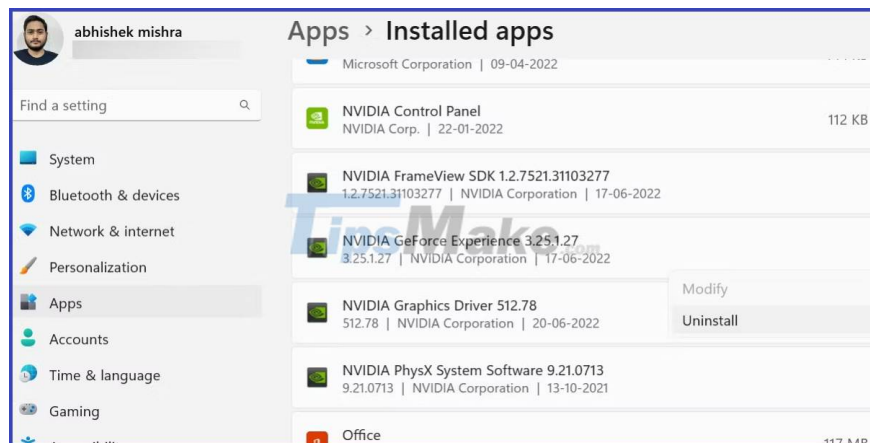 abhishek mishra
Find a setting
System
Bluetooth & devices
Network & internet
Personalization
Apps
Accounts
Time & language
Gaming
Apps > Installed apps
Microsoft Corporation | 09-04-2022
NVIDIA Control Panel
NVIDIA Corp. | 22-01-2022
112 KB
NVIDIA FrameView SDK 1.2.7521.31103277
1.2.7521.31103277 | NVIDIA Corporation | 17-06-2022
TipsMake.com
NVIDIA GeForce Experience 3.25.1.27
3.25.1.27 | NVIDIA Corporation | 17-06-2022
Modify
Uninstall
NVIDIA Graphics Driver 512.78
512.78 | NVIDIA Corporation | 20-06-2022
NVIDIA PhysX System Software 9.21.0713
9.21.0713 | NVIDIA Corporation | 13-10-2021
Office
117 MB